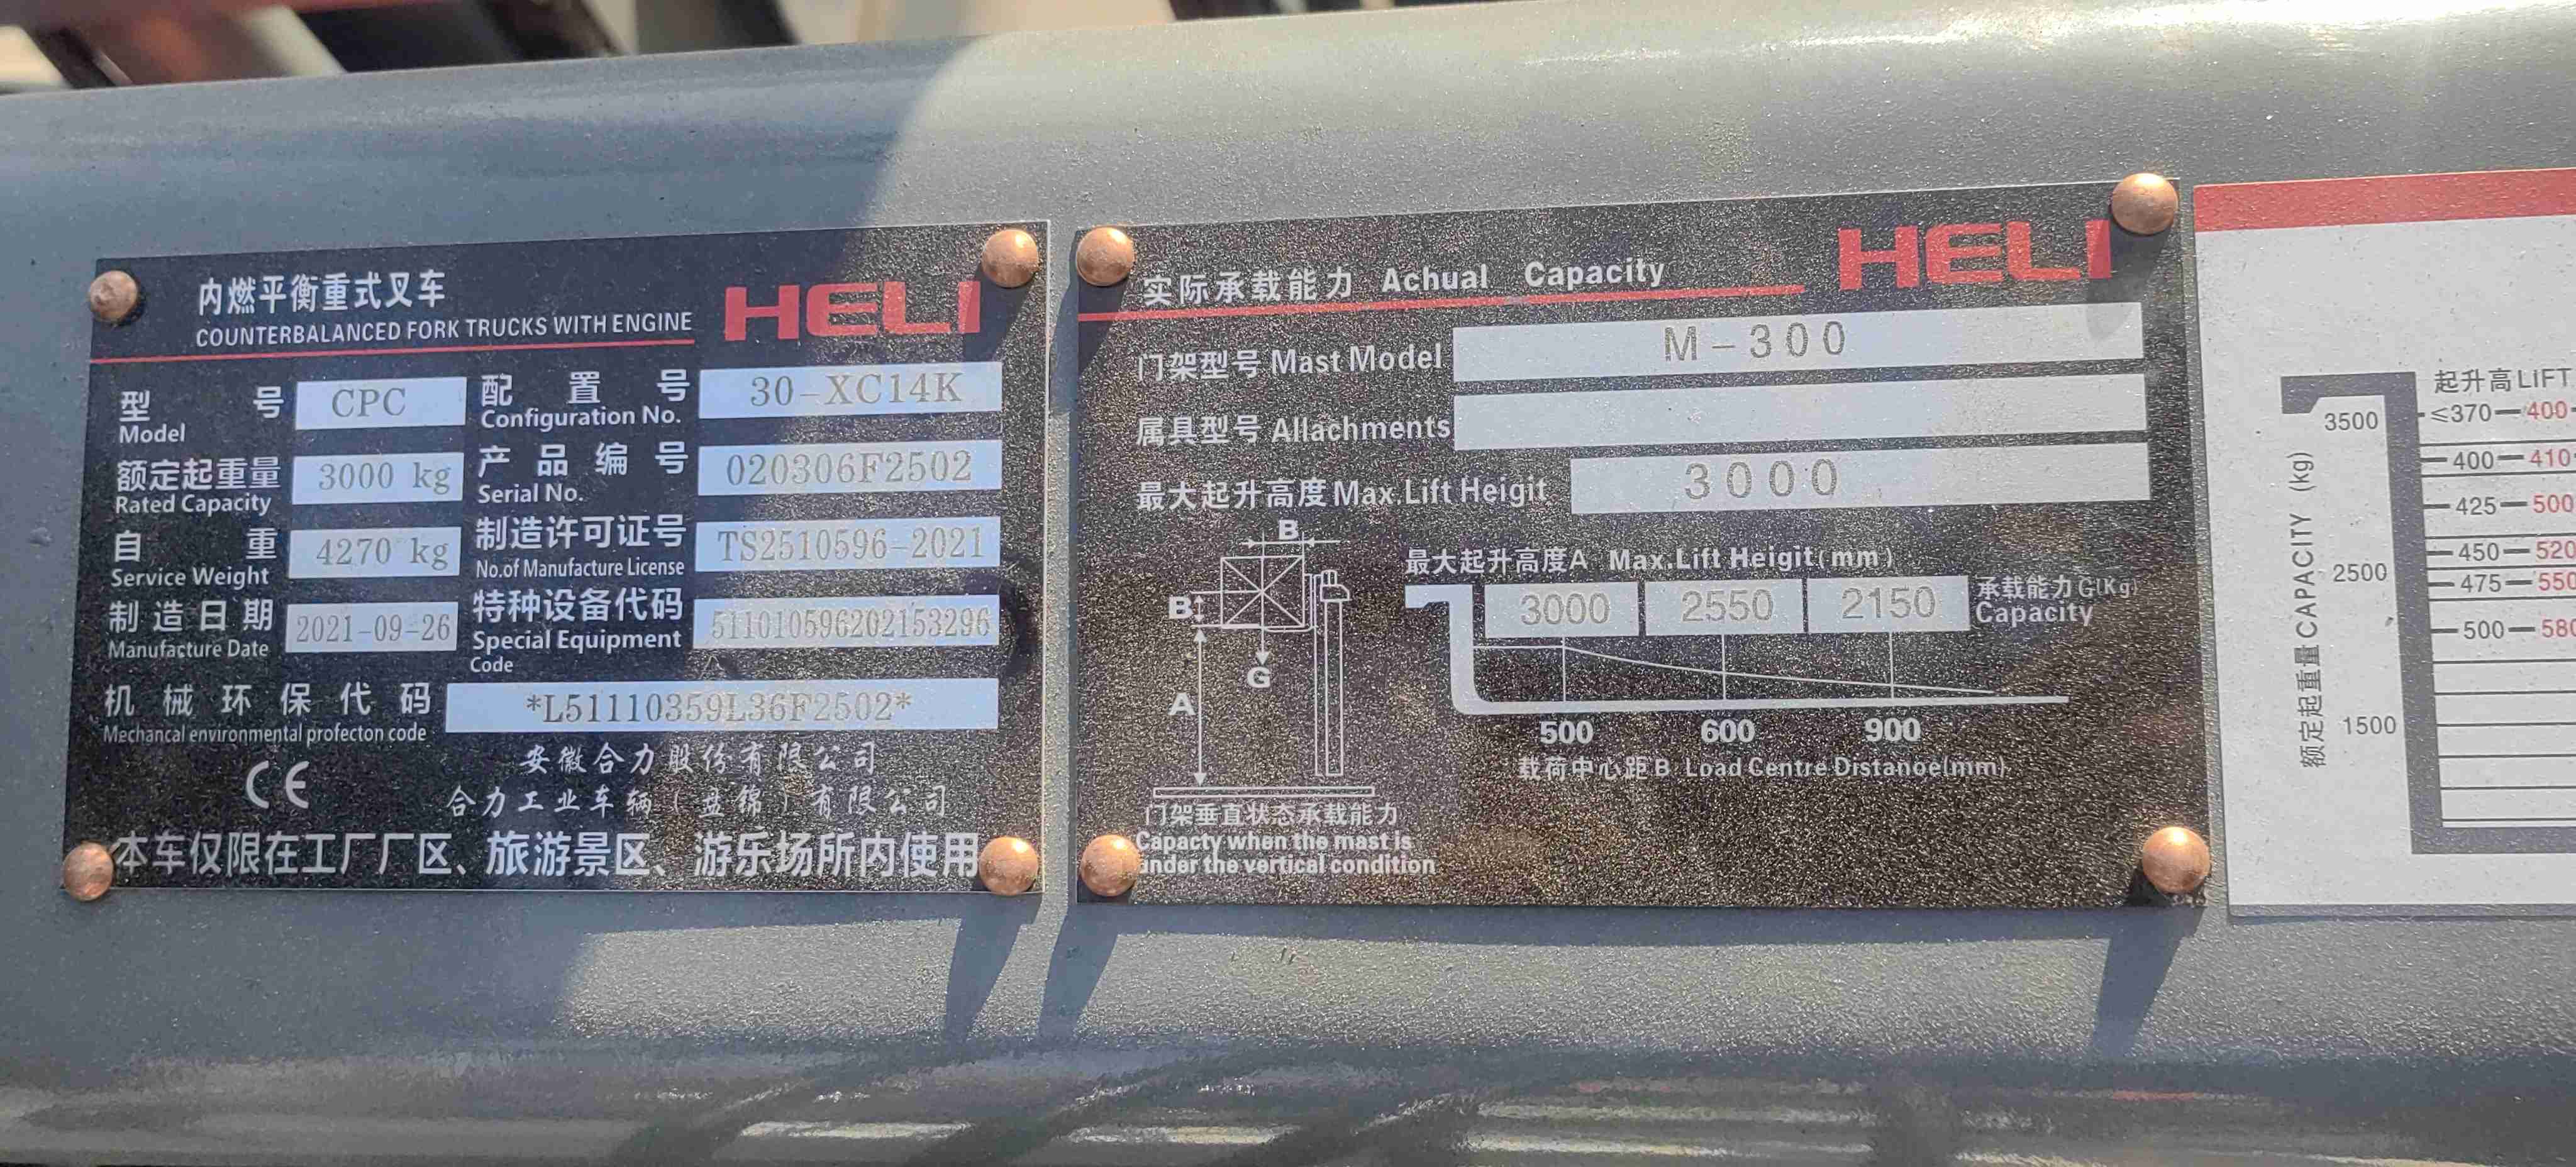 内燃平衡重式叉车
COUNTERBALANCED FORK TRUCKS WITH ENGINE
HELI
型 号 CPC
Model
配 置 号 30-XC14K
Configuration No.
额定起重量 3000 kg
Rated Capacity
产 品 编 号 020306F2502
Serial No.
自 重 4270 kg
Service Weight
制造许可证号 TS2510596-2021
No.of Manufacture License
制 造 日 期 2021-09-26
Manufacture Date
特种设备代码 511010596202153296
Special Equipment
Code
机 械 环 保 代 码 *L51110359L36F2502*
Mechancal environmental profecton code
CE
安徽合力股份有限公司
合力工业车辆（盘锦）有限公司
本车仅限在工厂厂区、旅游景区、游乐场所内使用
实际承载能力 Achual Capacity
HELI
门架型号 Mast Model M-300
属具型号 Allachments
最大起升高度 Max.Lift Heigit 3000
B
B
G
A
门架垂直状态承载能力
Capacty when the mast is
under the vertical condition
最大起升高度A Max.Lift Heigit(mm)
3000 2550 2150
承载能力G(Kg)
Capacity
500 600 900
载荷中心距B Load Centre Distanoe(mm)
额定起重量 CAPACITY (kg)
3500
2500
1500
起升高 LIFT
≤370 400
400 410
425 500
450 520
475 550
500 580